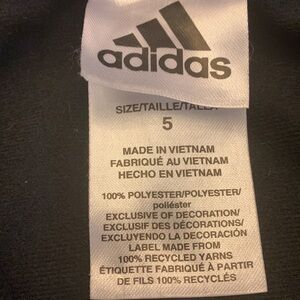 adidas
SIZE/TAILLE/TALLA
5
MADE IN VIETNAM
FABRIQUÉ AU VIETNAM
HECHO EN VIETNAM
100% POLYESTER/POLYESTER/
poliéster
EXCLUSIVE OF DECORATION/
EXCLUSIF DES DÉCORATIONS/
EXCLUYENDO LA DECORACIÓN
LABEL MADE FROM
100% RECYCLED YARNS
ÉTIQUETTE FABRIQUÉ À PARTIR
DE FILS 100% RECYCLÉS